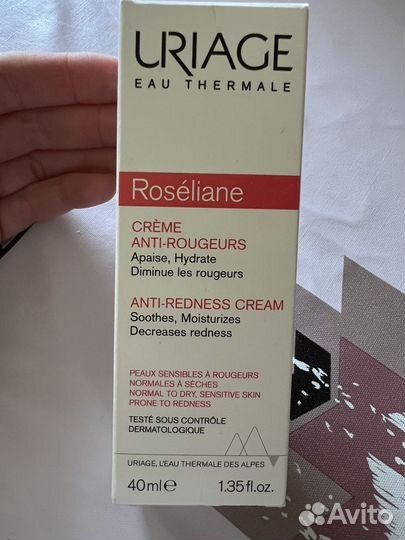 URIAGE
EAU THERMALE
Roséliane
CRÈME
ANTI-ROUGEURS
Apaise, Hydrate
Diminue les rougeurs
ANTI-REDNESS CREAM
Soothes, Moisturizes
Decreases redness
PEAUX SENSIBLES À ROUGEURS
NORMALES À SÈCHES
NORMAL TO DRY, SENSITIVE SKIN
PRONE TO REDNESS
TESTÉ SOUS CONTRÔLE
DERMATOLOGIQUE
URIAGE, L'EAU THERMALE DES ALPES
40ml℮ 1.35fl.oz.
Avito